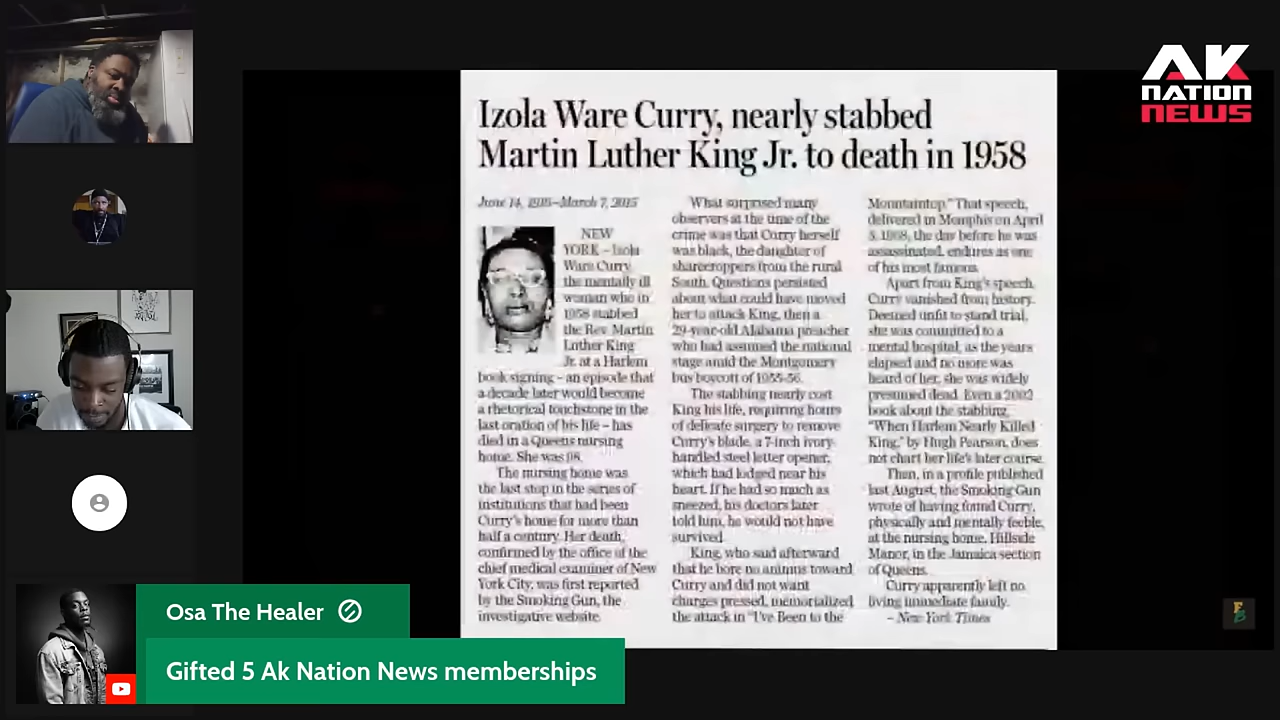 AK
NATION
NEWS
Izola Ware Curry, nearly stabbed
Martin Luther King Jr. to death in 1958
June 14, 1916–March 7, 2015
NEW
YORK – Izola
Ware Curry,
the mentally ill
woman who in
1958 stabbed
the Rev. Martin
Luther King
Jr. at a Harlem
book signing – an episode that
a decade later would become
a rhetorical touchstone in the
last oration of his life – has
died in a Queens nursing
home. She was 98.
The nursing home was
the last stop in the series of
institutions that had been
Curry's home for more than
half a century. Her death,
confirmed by the office of the
chief medical examiner of New
York City, was first reported
by the Smoking Gun, the
investigative website.
What surprised many
observers at the time of the
crime was that Curry herself
was black, the daughter of
sharecroppers from the rural
South. Questions persisted
about what could have moved
her to attack King, then a
29-year-old Alabama preacher
who had assumed the national
stage amid the Montgomery
bus boycott of 1955-56.
The stabbing nearly cost
King his life, requiring hours
of delicate surgery to remove
Curry's blade, a 7-inch ivory-
handled steel letter opener,
which had lodged near his
heart. If he had so much as
sneezed, his doctors later
told him, he would not have
survived.
King, who said afterward
that he bore no animus toward
Curry and did not want
charges pressed, memorialized
the attack in "I've Been to the
Mountaintop." That speech,
delivered in Memphis on April
3, 1968, the day before he was
assassinated, endures as one
of his most famous.
Apart from King's speech,
Curry vanished from history.
Deemed unfit to stand trial,
she was committed to a
mental hospital; as the years
elapsed and no more was
heard of her, she was widely
presumed dead. Even a 2002
book about the stabbing,
"When Harlem Nearly Killed
King," by Hugh Pearson, does
not chart her life's later course.
Then, in a profile published
last August, the Smoking Gun
wrote of having found Curry,
physically and mentally feeble,
at the nursing home, Hillside
Manor, in the Jamaica section
of Queens.
Curry apparently left no
living immediate family.
– New York Times
Osa The Healer
Gifted 5 Ak Nation News memberships